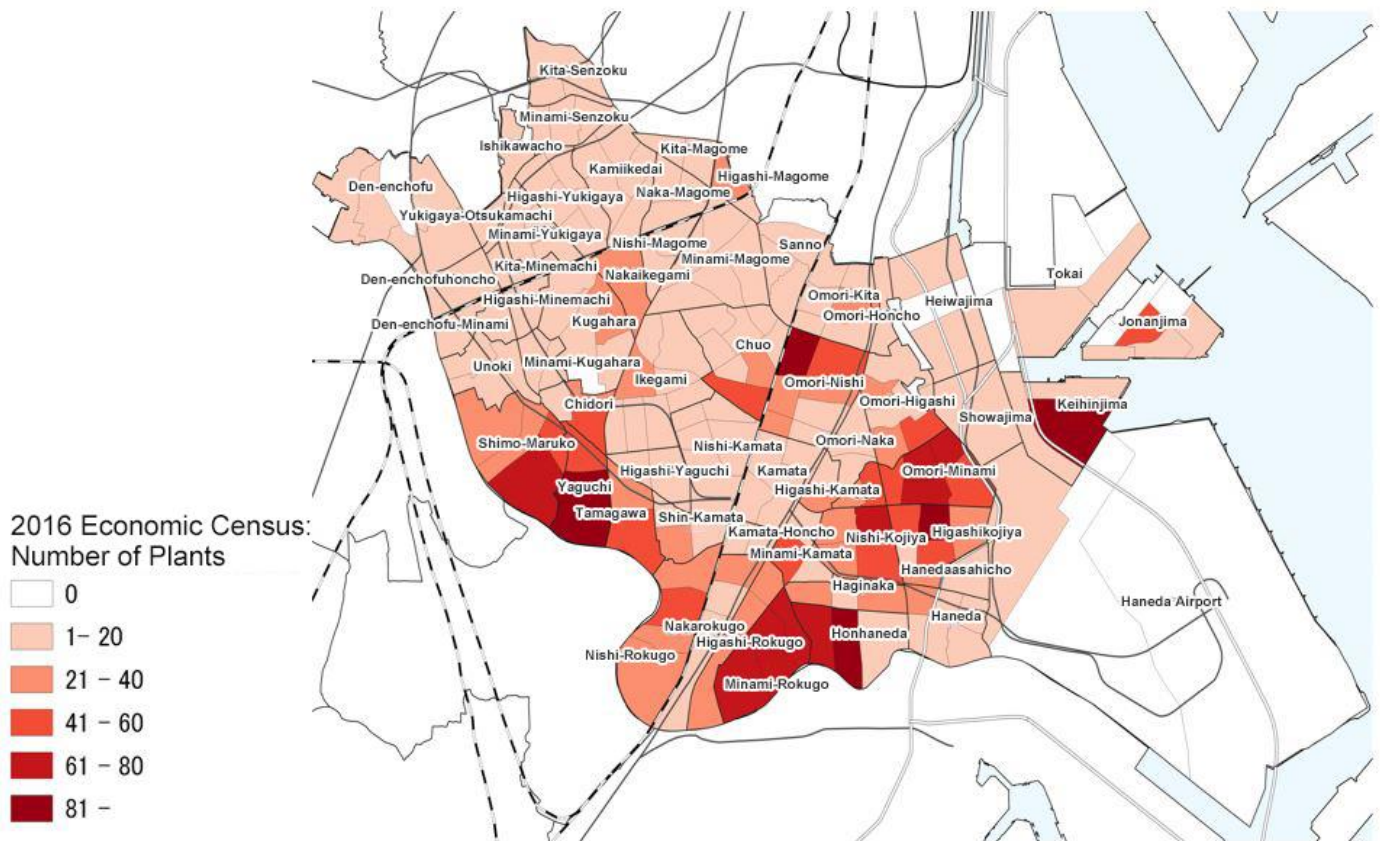 Kita-Senzoku
Minami-Senzoku
Ishikawacho
Kita-Magome
Kamiikedai
Higashi-Magome
Den-enchofu
Higashi-Yukigaya
Naka-Magome
Yukigaya-Otsukamachi
Minami-Yukigaya
Nishi-Magome
Sanno
Minami-Magome
Kita-Minemachi
Nakaikegami
Tokai
Den-enchofuhoncho
Higashi-Minemachi
Omori-Kita
Heiwajima
Omori-Honcho
Den-enchofu-Minami
Kugahara
Jonanjima
Chuo
Unoki
Minami-Kugahara
Ikegami
Omori-Nishi
Chidori
Omori-Higashi
Keihinjima
Showajima
Shimo-Maruko
Nishi-Kamata
Omori-Naka
Higashi-Yaguchi
Kamata
Omori-Minami
Yaguchi
Higashi-Kamata
Tamagawa
Shin-Kamata
Kamata-Honcho
Nishi-Kojiya
Higashikojiya
Minami-Kamata
Hanedaasahicho
Haginaka
Haneda Airport
Haneda
Nakarokugo
Honhaneda
Higashi-Rokugo
Nishi-Rokugo
Minami-Rokugo
2016 Economic Census:
Number of Plants
0
1- 20
21 - 40
41 - 60
61 - 80
81 -